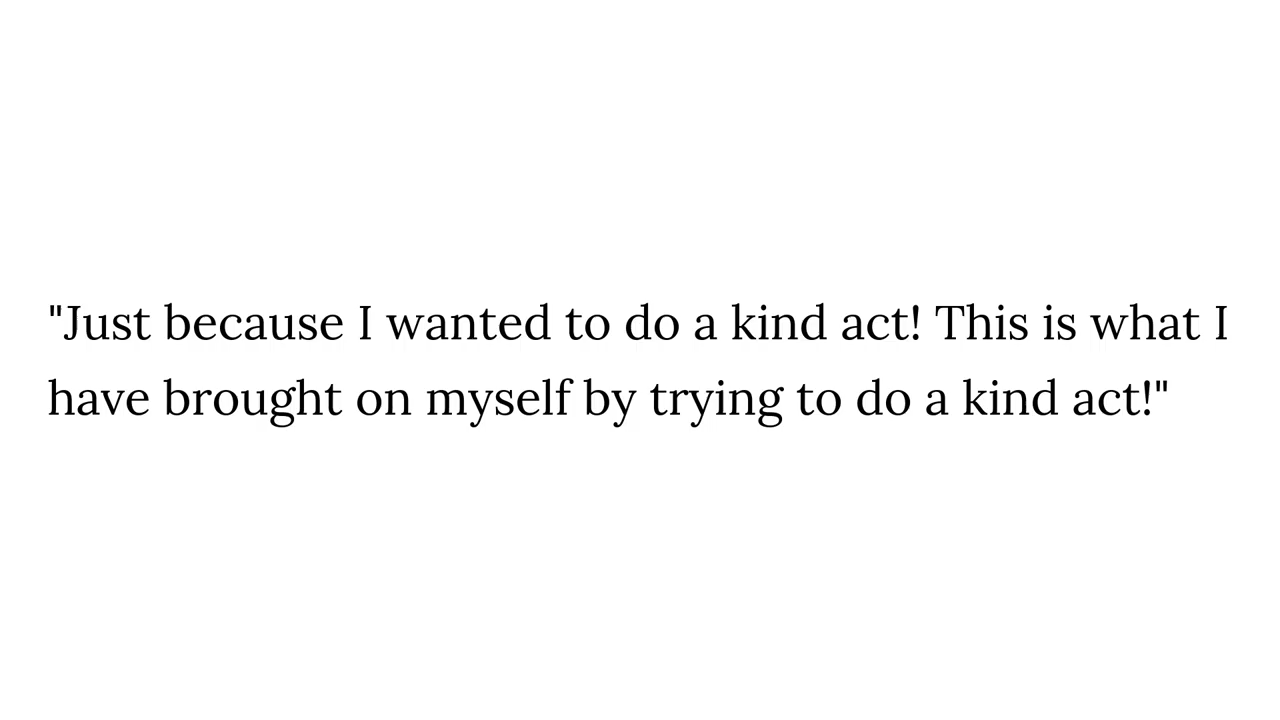 "Just because I wanted to do a kind act! This is what I
have brought on myself by trying to do a kind act!"